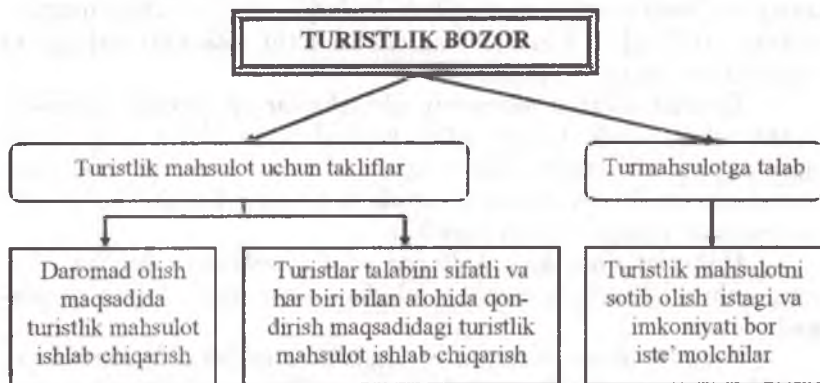 TURISTLIK BOZOR
Turistlik mahsulot uchun takliflar
Turmahsulotga talab
Daromad olish
maqsadida
turistlik mahsulot
ishlab chiqarish
Turistlar talabini sifatli va
har biri bilan alohida qon-
dirish maqsadidagi turistlik
mahsulot ishlab chiqarish
Turistlik mahsulotni
sotib olish istagi va
imkoniyati bor
iste’molchilar